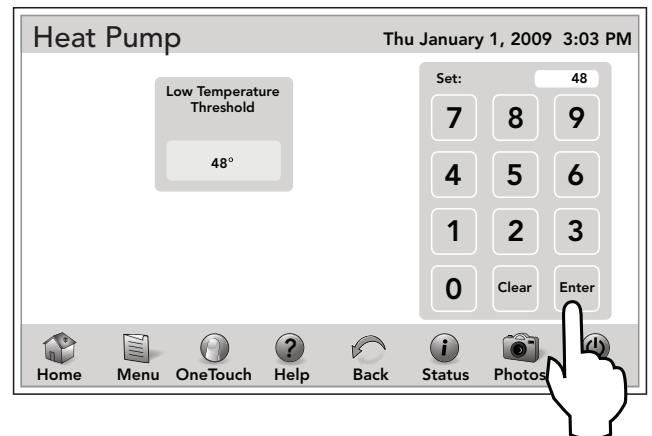 Heat Pump
Thu January 1, 2009 3:03 PM
Low Temperature
Threshold
48°
Set: 48
7 8 9
4 5 6
1 2 3
0 Clear Enter
?
i
Home Menu OneTouch Help Back Status Photos